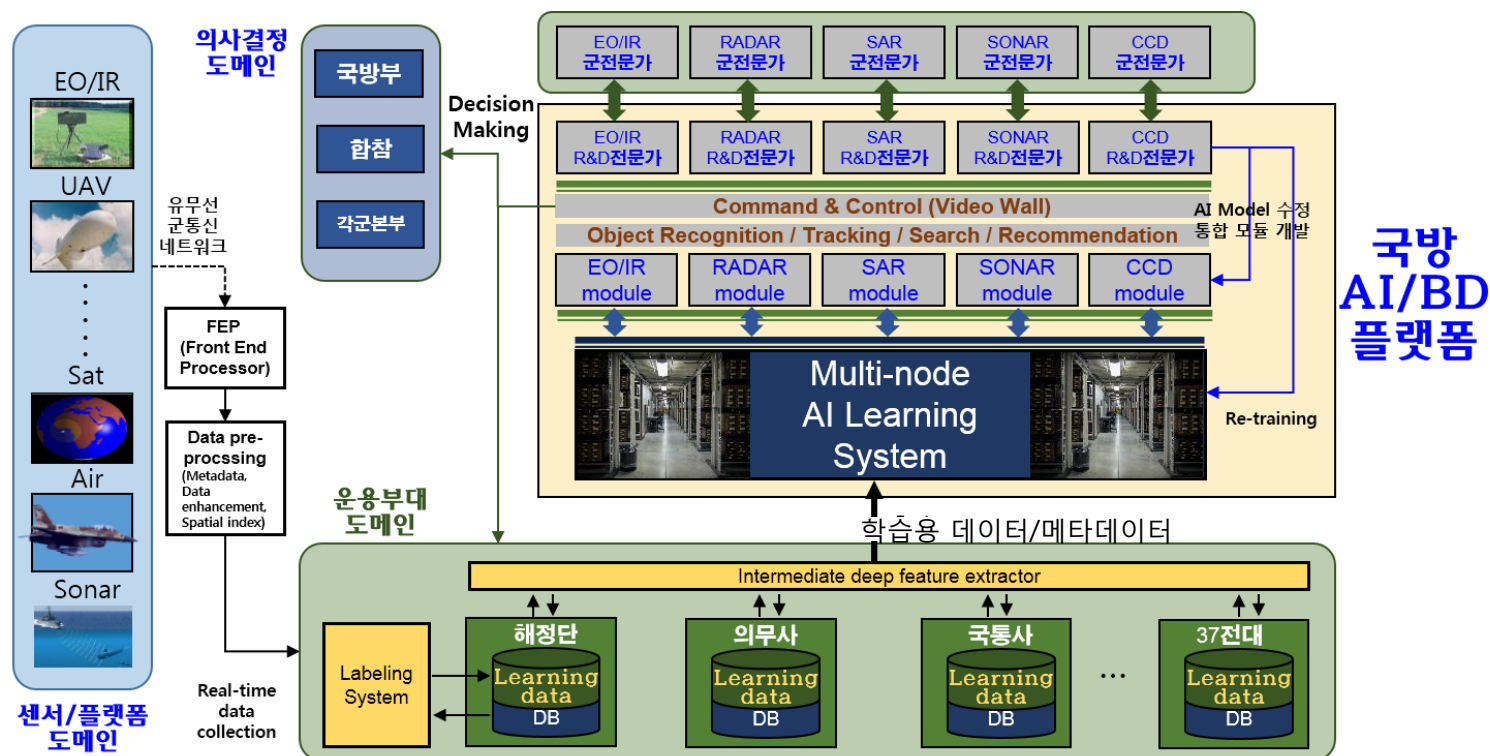 EO/IR
UAV
Sat
Air
Sonar
센서/플랫폼
도메인
유무선
군통신
네트워크
FEP
(Front End
Processor)
Data pre-
procssing
(Metadata,
Data
enhancement,
Spatial index)
Real-time
data
collection
의사결정
도메인
국방부
합참
각군본부
Decision
Making
EO/IR
군전문가
RADAR
군전문가
SAR
군전문가
SONAR
군전문가
CCD
군전문가
EO/IR
R&D전문가
RADAR
R&D전문가
SAR
R&D전문가
SONAR
R&D전문가
CCD
R&D전문가
Command & Control (Video Wall)
Object Recognition / Tracking / Search / Recommendation
AI Model 수정
통합 모듈 개발
EO/IR
module
RADAR
module
SAR
module
SONAR
module
CCD
module
Multi-node
AI Learning
System
Re-training
국방
AI/BD
플랫폼
운용부대
도메인
학습용 데이터/메타데이터
Intermediate deep feature extractor
Labeling
System
해정단
Learning
data
DB
의무사
Learning
data
DB
국통사
Learning
data
DB
...
37전대
Learning
data
DB